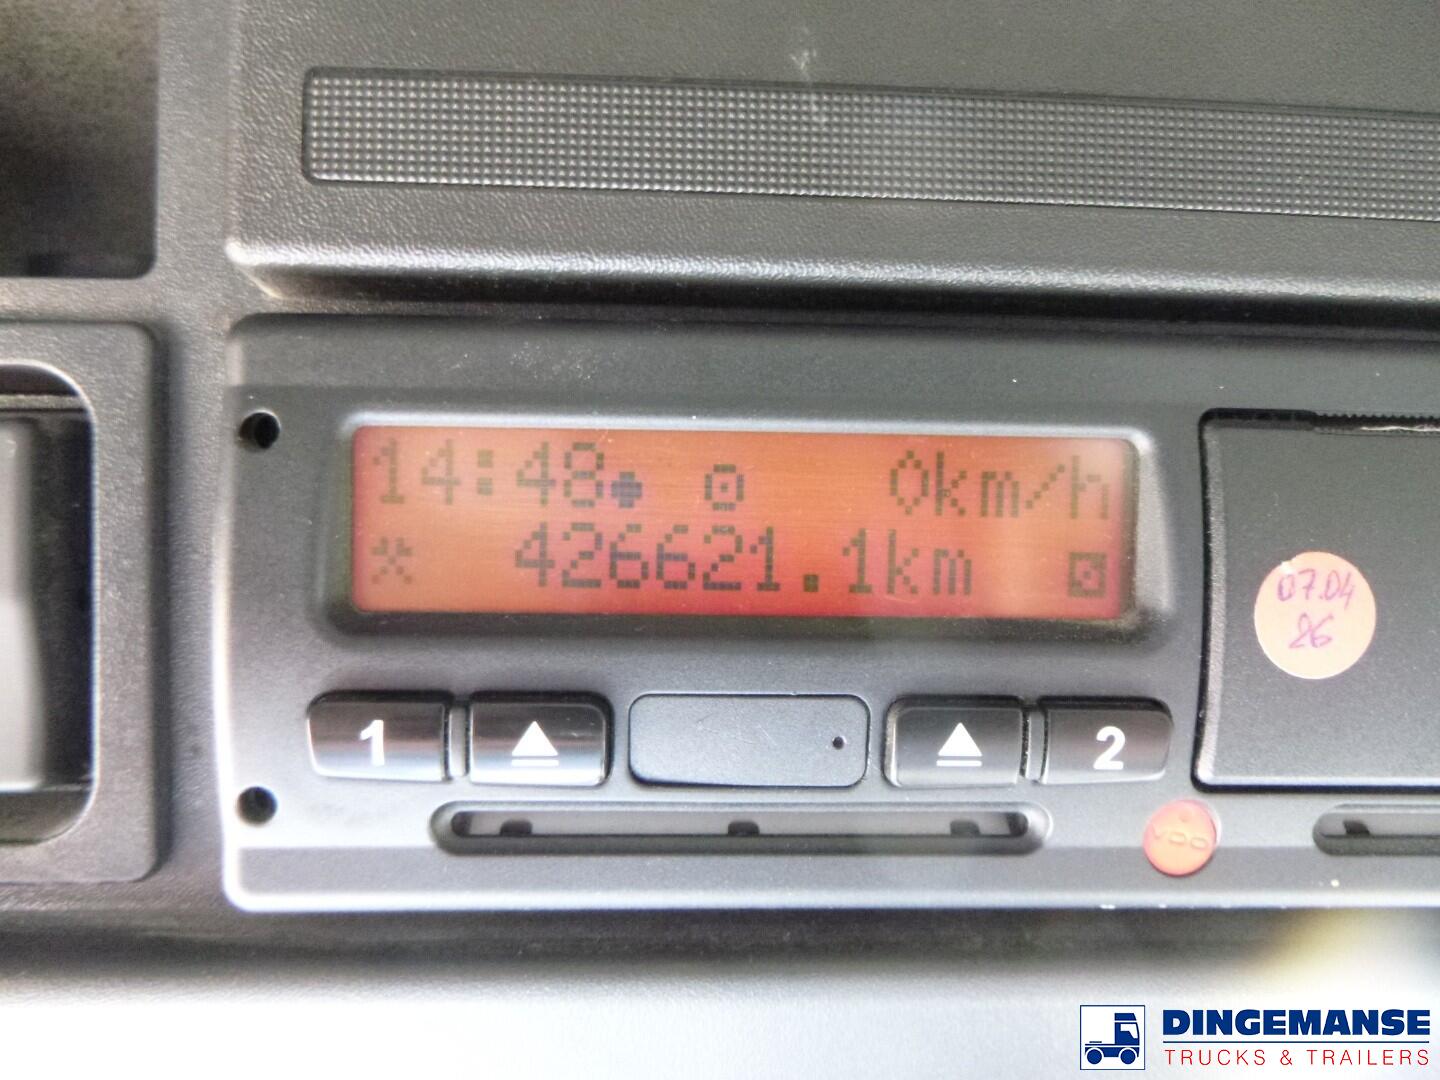 14:48 0km/h
426621.1km
1 2
07.04
26
VDO
DINGEMANSE
TRUCKS & TRAILERS